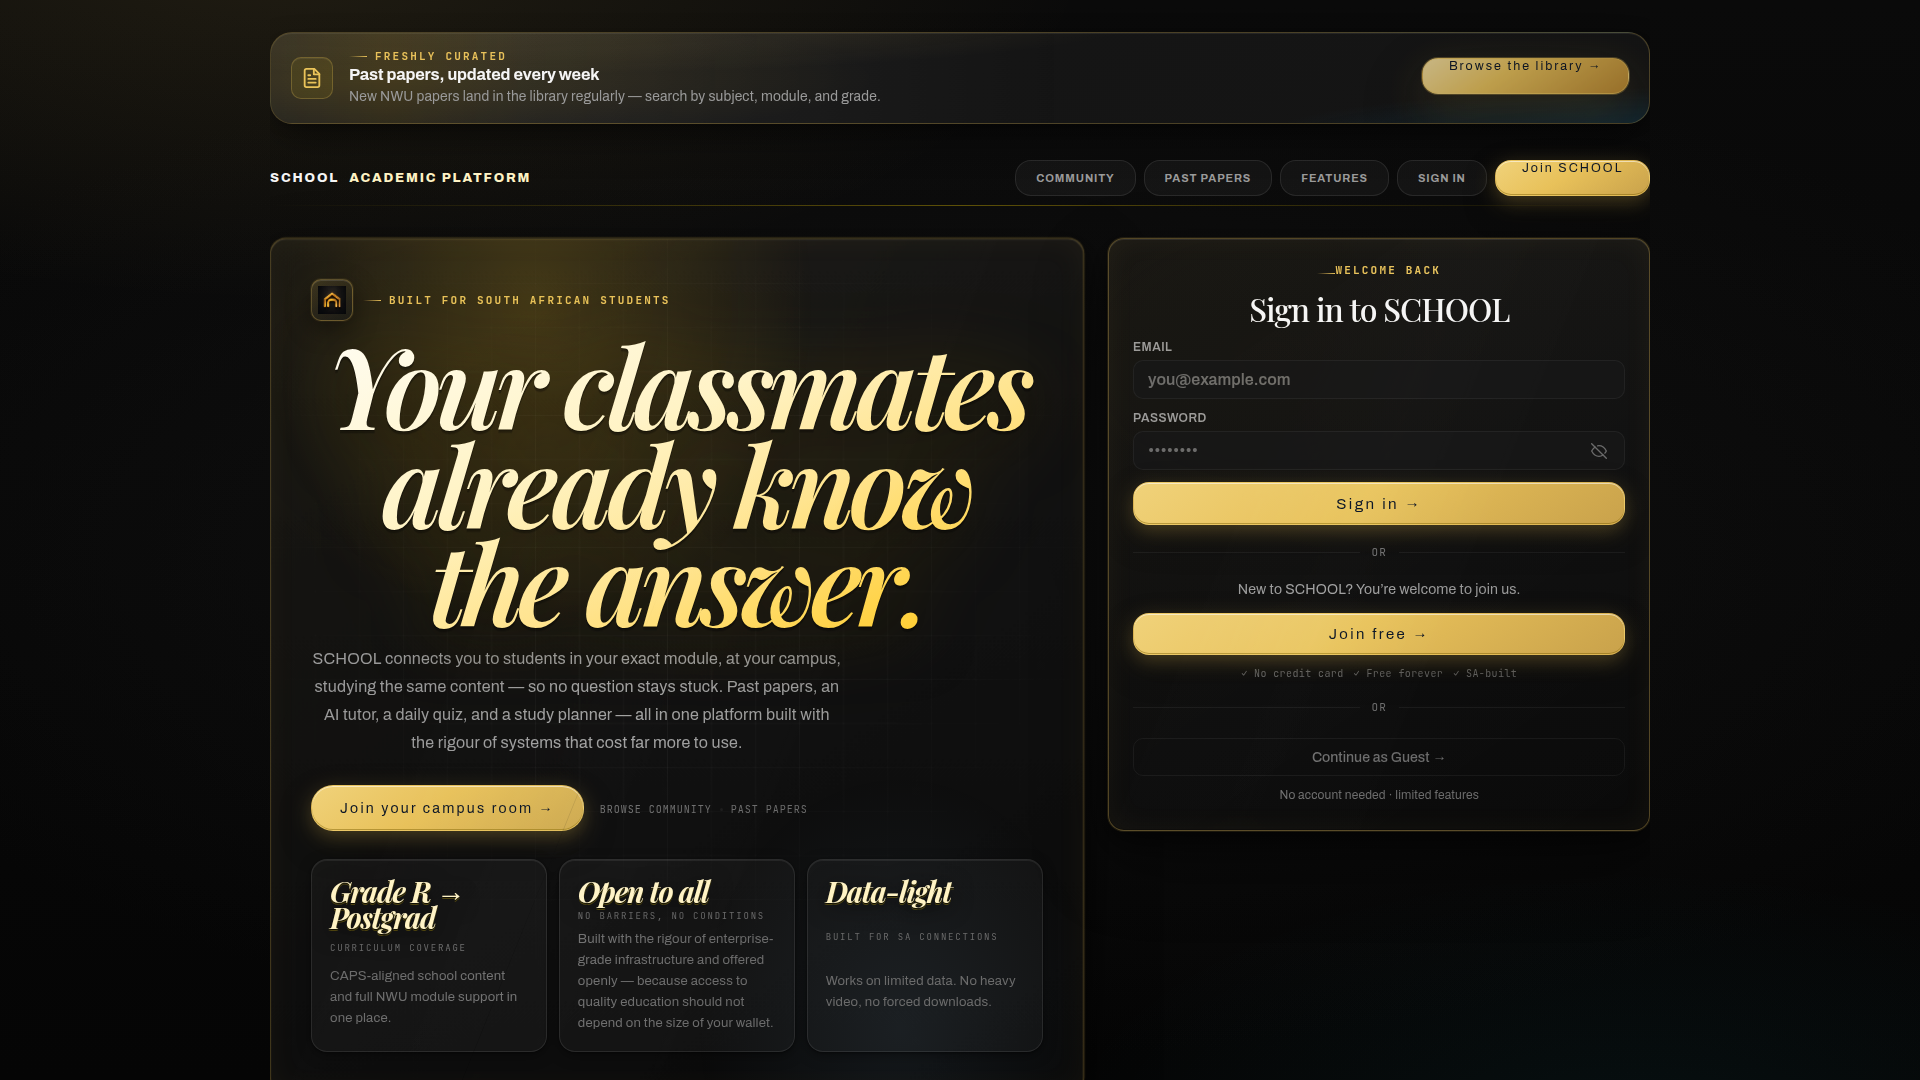 FRESHLY CURATED
Past papers, updated every week
New NWU papers land in the library regularly — search by subject, module, and grade.
Browse the library →
SCHOOL ACADEMIC PLATFORM
COMMUNITY
PAST PAPERS
FEATURES
SIGN IN
Join SCHOOL
BUILT FOR SOUTH AFRICAN STUDENTS
Your classmates
already know
the answer.
SCHOOL connects you to students in your exact module, at your campus,
studying the same content — so no question stays stuck. Past papers, an
AI tutor, a daily quiz, and a study planner — all in one platform built with
the rigour of systems that cost far more to use.
Join your campus room →
BROWSE COMMUNITY · PAST PAPERS
Grade R →
Postgrad
CURRICULUM COVERAGE
CAPS-aligned school content
and full NWU module support in
one place.
Open to all
NO BARRIERS, NO CONDITIONS
Built with the rigour of enterprise-
grade infrastructure and offered
openly — because access to
quality education should not
depend on the size of your wallet.
Data-light
BUILT FOR SA CONNECTIONS
Works on limited data. No heavy
video, no forced downloads.
WELCOME BACK
Sign in to SCHOOL
EMAIL
you@example.com
PASSWORD
••••••••
Sign in →
OR
New to SCHOOL? You’re welcome to join us.
Join free →
✓ No credit card ✓ Free forever ✓ SA-built
OR
Continue as Guest →
No account needed · limited features